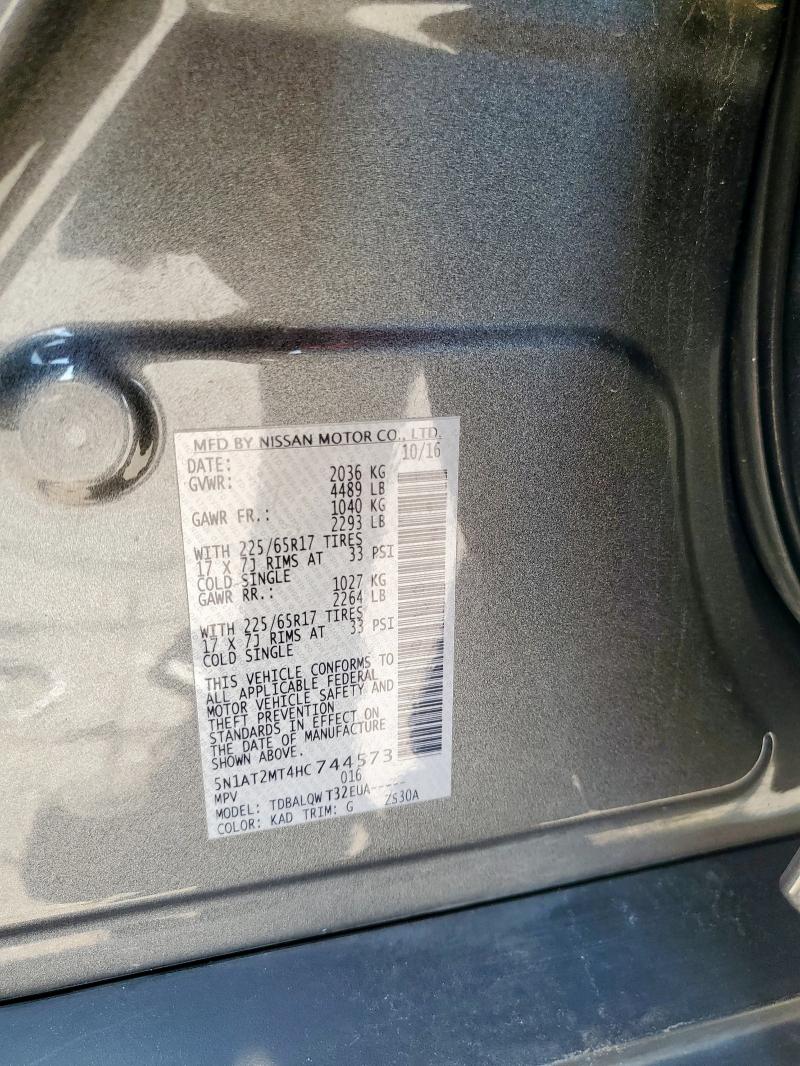 MFD BY NISSAN MOTOR CO., LTD.
DATE: 10/16
GVWR: 2036 KG
4489 LB
GAWR FR.: 1040 KG
2293 LB
WITH 225/65R17 TIRES
17 X 7J RIMS AT 33 PSI
COLD SINGLE
GAWR RR.: 1027 KG
2264 LB
WITH 225/65R17 TIRES
17 X 7J RIMS AT 33 PSI
COLD SINGLE
THIS VEHICLE CONFORMS TO
ALL APPLICABLE FEDERAL
MOTOR VEHICLE SAFETY AND
THEFT PREVENTION
STANDARDS IN EFFECT ON
THE DATE OF MANUFACTURE
SHOWN ABOVE.
5N1AT2MT4HC744573
MPV 016
MODEL: TDBALQWT32EUA-----
COLOR: KAD TRIM: G ZS30A